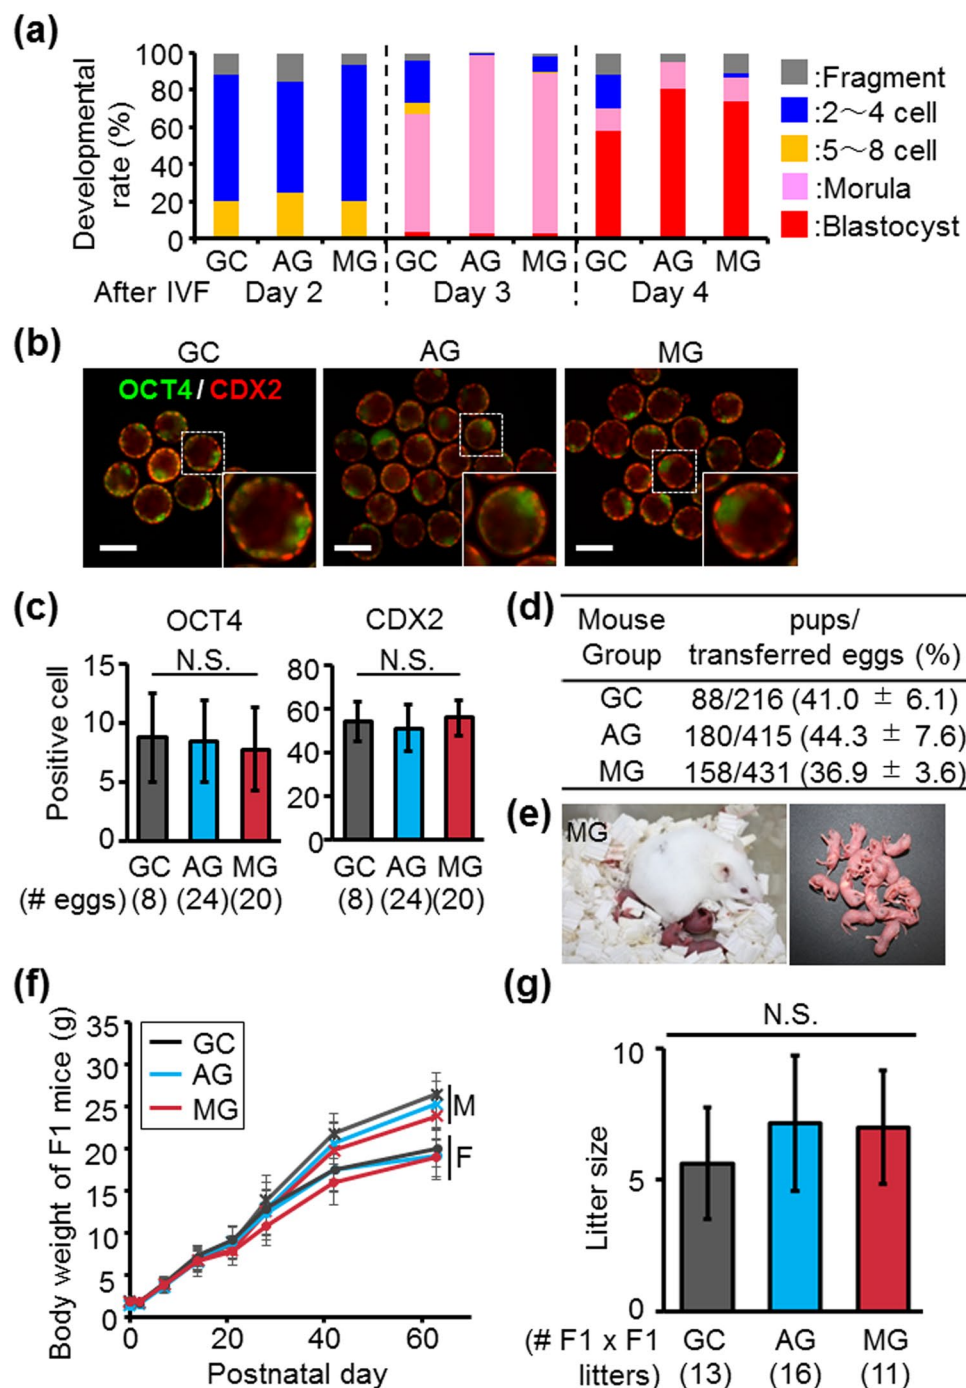 (a)
100
80
60
40
20
0
Developmental
rate (%)
GC AG MG GC AG MG GC AG MG
After IVF Day 2 Day 3 Day 4
:Fragment
:2～4 cell
:5～8 cell
:Morula
:Blastocyst
(b)
GC AG MG
OCT4 / CDX2
(c)
OCT4 CDX2
N.S. N.S.
15
10
5
0
Positive cell
80
60
40
20
0
GC AG MG GC AG MG
(# eggs) (8) (24) (20) (8) (24) (20)
(d)
Mouse pups/
Group transferred eggs (%)
GC 88/216 (41.0 ± 6.1)
AG 180/415 (44.3 ± 7.6)
MG 158/431 (36.9 ± 3.6)
(e)
MG
(f)
Body weight of F1 mice (g)
35
30
25
20
15
10
5
0
GC
AG
MG
M
F
0 20 40 60
Postnatal day
(g)
N.S.
Litter size
10
5
0
(# F1 x F1 GC AG MG
litters) (13) (16) (11)